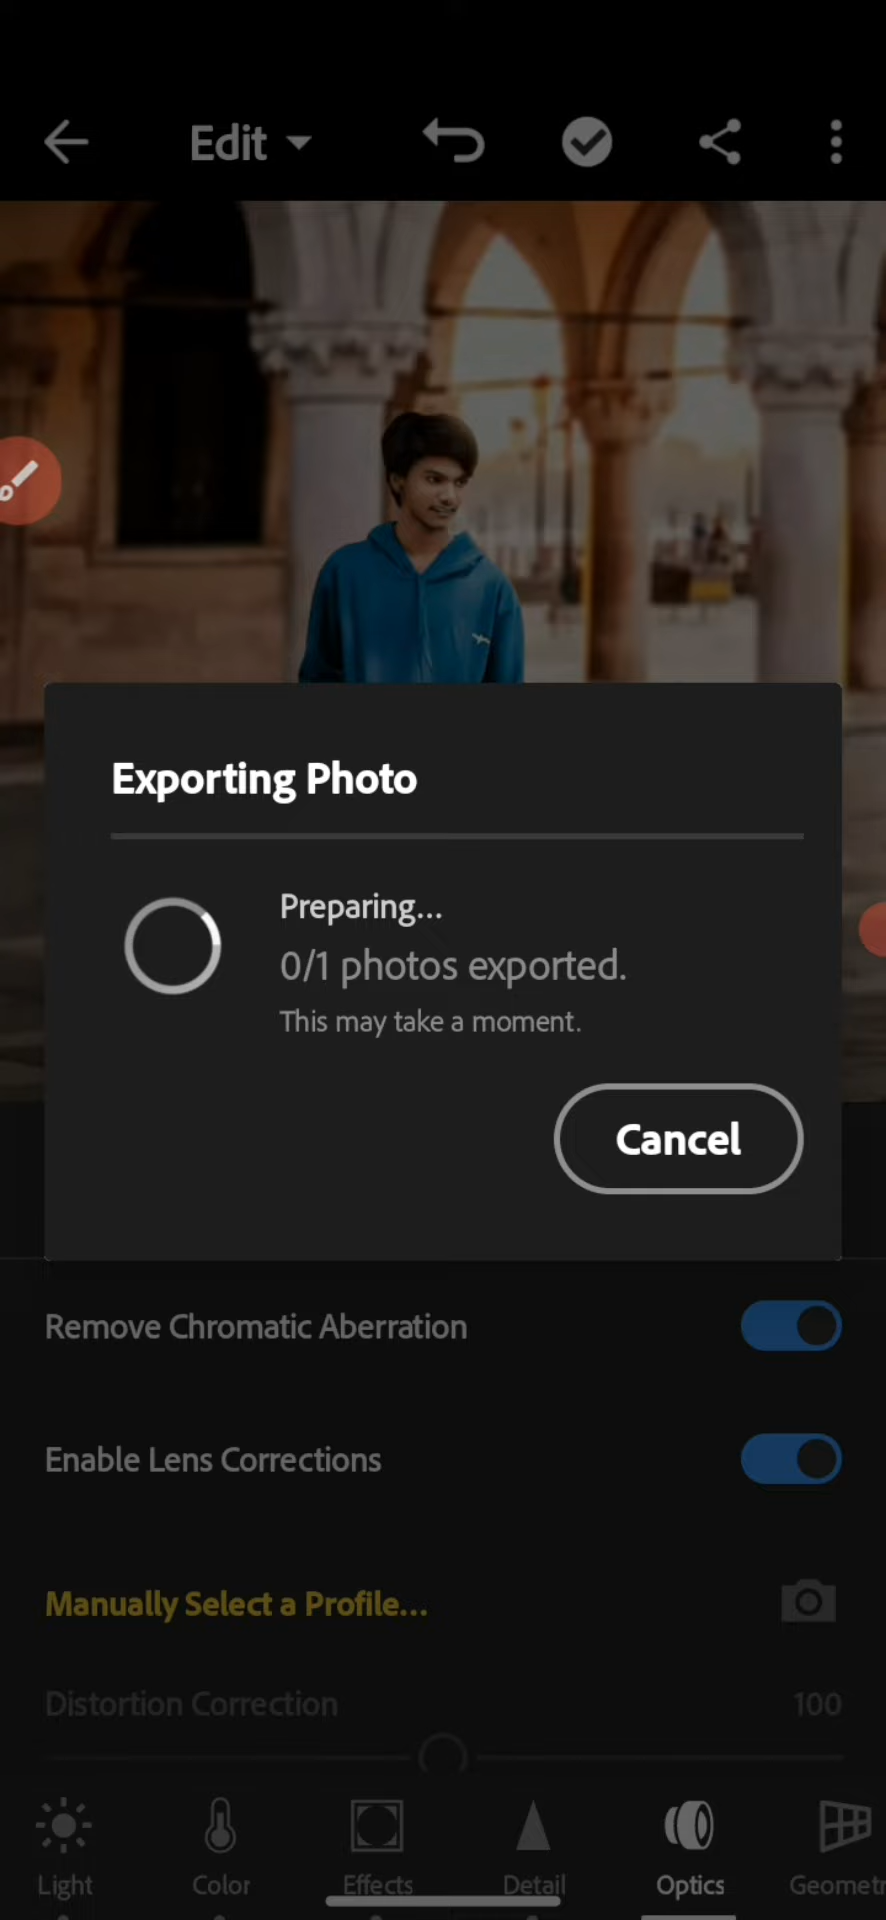 Edit
Exporting Photo
Preparing...
0/1 photos exported.
This may take a moment.
Cancel
Remove Chromatic Aberration
Enable Lens Corrections
Manually Select a Profile...
Distortion Correction 100
Light Color Effects Detail Optics Geometr